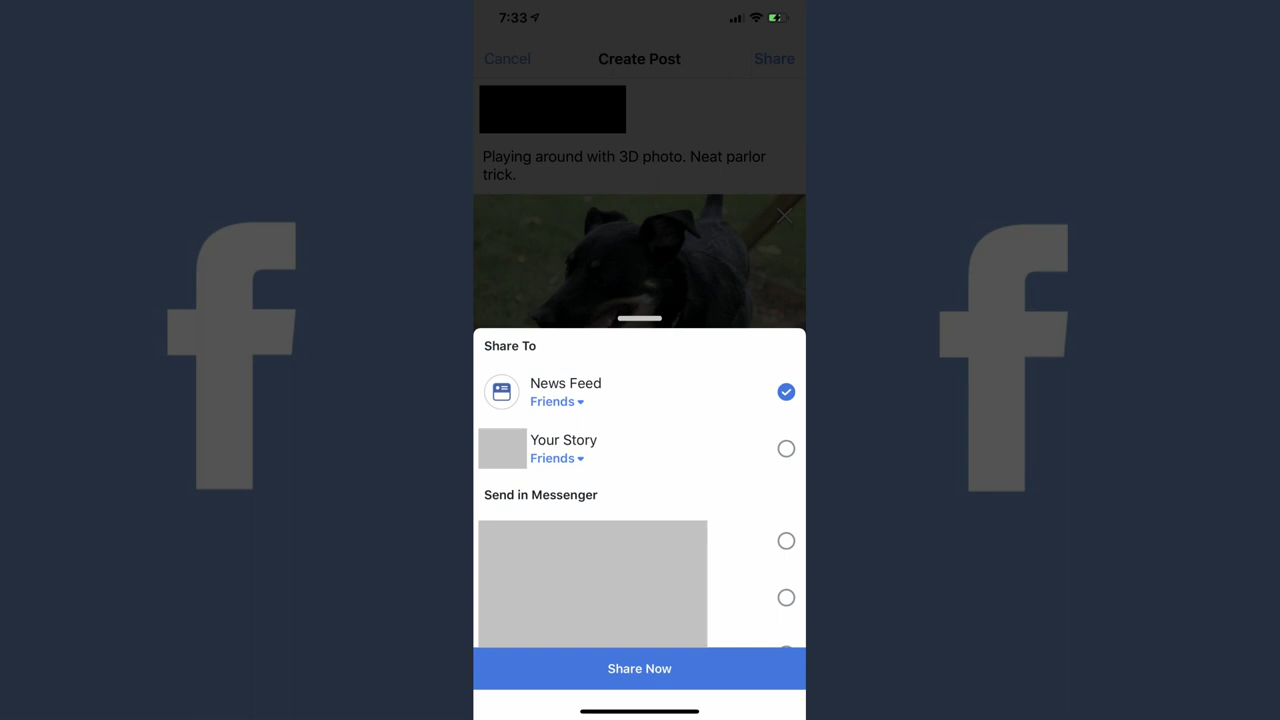 7:33
Cancel Create Post Share
Playing around with 3D photo. Neat parlor
trick.
Share To
News Feed
Friends
Your Story
Friends
Send in Messenger
Share Now